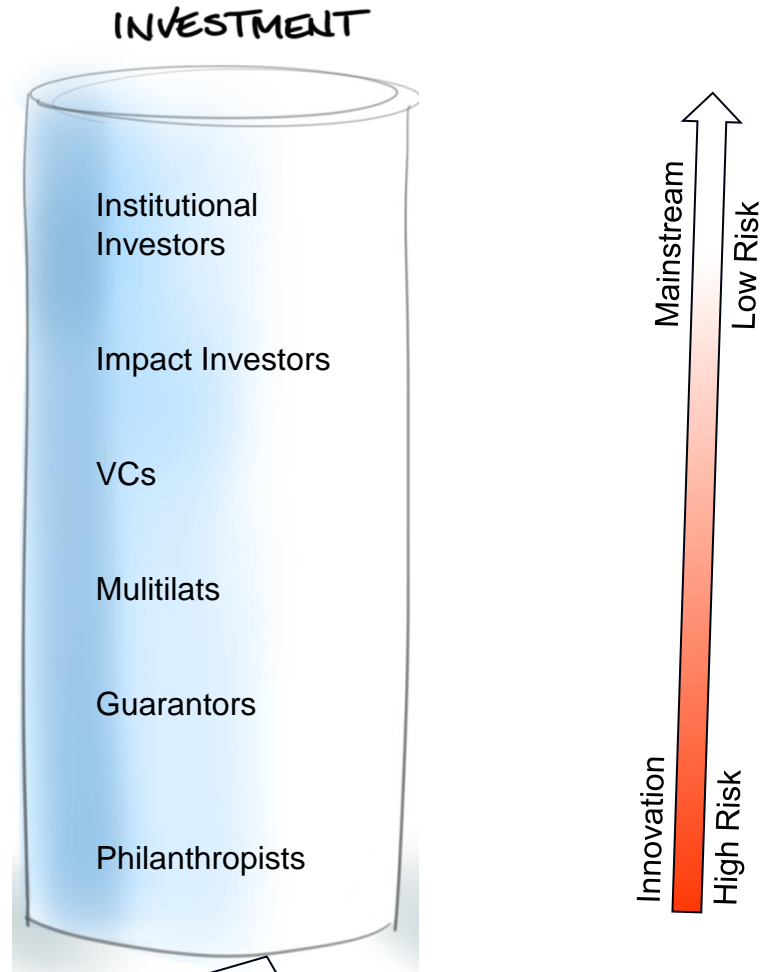 INVESTMENT
Institutional
Investors
Impact Investors
VCs
Mulitilats
Guarantors
Philanthropists
Mainstream
Low Risk
Innovation
High Risk